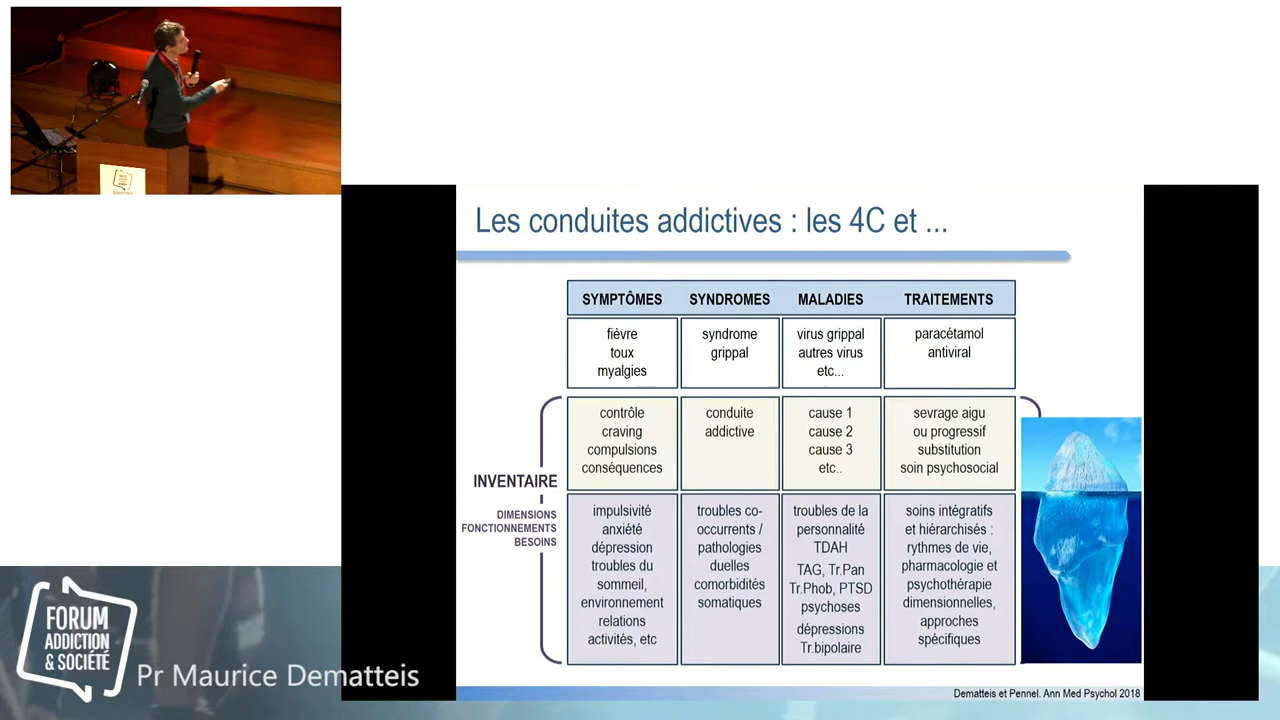 Les conduites addictives : les 4C et ...
SYMPTÔMES
SYNDROMES
MALADIES
TRAITEMENTS
fièvre
toux
myalgies
syndrome
grippal
virus grippal
autres virus
etc...
paracétamol
antiviral
INVENTAIRE
DIMENSIONS
FONCTIONNEMENTS
BESOINS
contrôle
craving
compulsions
conséquences
conduite
addictive
cause 1
cause 2
cause 3
etc..
sevrage aigu
ou progressif
substitution
soin psychosocial
impulsivité
anxiété
dépression
troubles du
sommeil,
environnement
relations
activités, etc
troubles co-
occurrents /
pathologies
duelles
comorbidités
somatiques
troubles de la
personnalité
TDAH
TAG, Tr.Pan
Tr.Phob, PTSD
psychoses
dépressions
Tr.bipolaire
soins intégratifs
et hiérarchisés :
rythmes de vie,
pharmacologie et
psychothérapie
dimensionnelles,
approches
spécifiques
Dematteis et Pennel. Ann Med Psychol 2018
FORUM
ADDICTION
& SOCIÉTÉ
Pr Maurice Dematteis